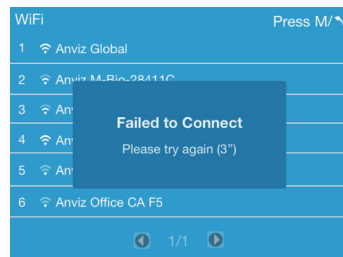 WiFi Press M/
1 Anviz Global
2 Anviz M-Bio-28411C
3 An
Failed to Connect
4 Anv
Please try again (3")
5 An
6 Anviz Office CA F5
1/1